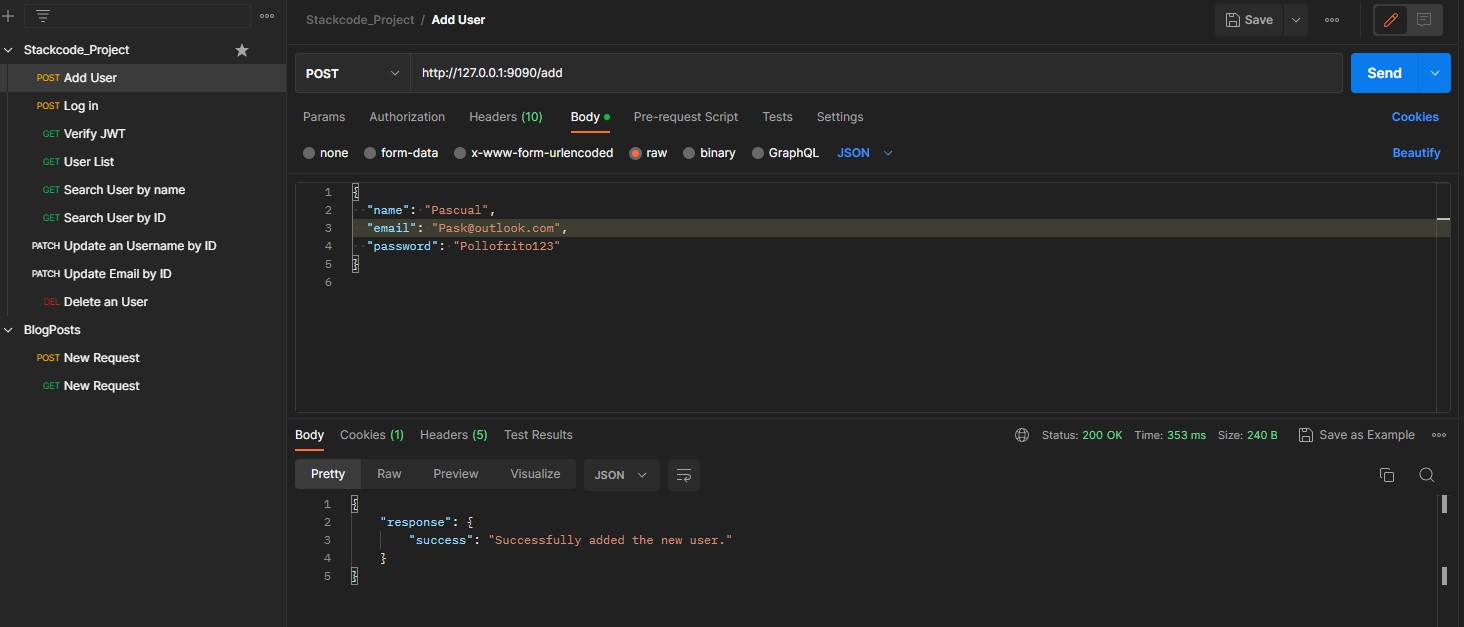 Stackcode_Project / Add User
Save
Stackcode_Project
POST Add User
POST Log in
GET Verify JWT
GET User List
GET Search User by name
GET Search User by ID
PATCH Update an Username by ID
PATCH Update Email by ID
DEL Delete an User
BlogPosts
POST New Request
GET New Request
POST http://127.0.0.1:9090/add Send
Params Authorization Headers (10) Body Pre-request Script Tests Settings Cookies
none form-data x-www-form-urlencoded raw binary GraphQL JSON Beautify
1 {
2 "name": "Pascual",
3 "email": "Pask@outlook.com",
4 "password": "Pollofrito123"
5 }
6
Body Cookies (1) Headers (5) Test Results Status: 200 OK Time: 353 ms Size: 240 B Save as Example
Pretty Raw Preview Visualize JSON
1 {
2 "response": {
3 "success": "Successfully added the new user."
4 }
5 }